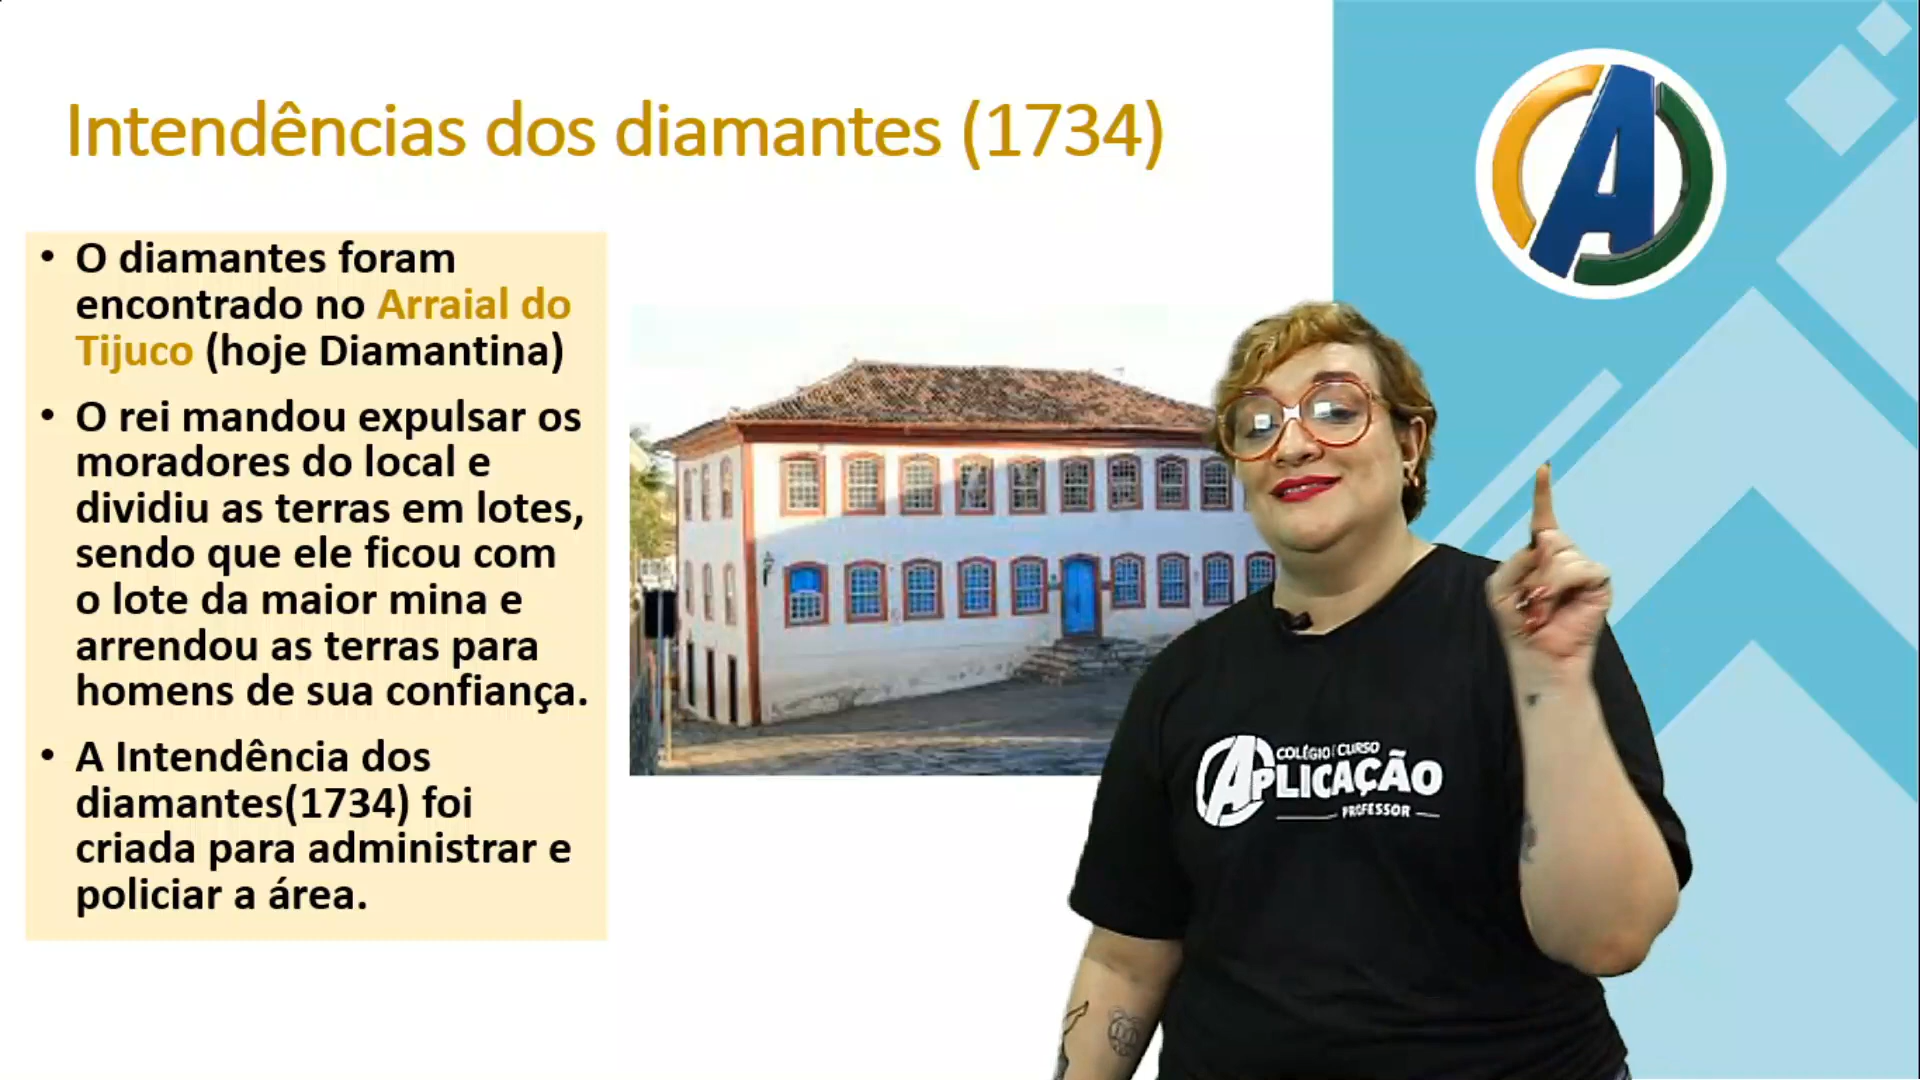 Intendências dos diamantes (1734)
• O diamantes foram
encontrado no Arraial do
Tijuco (hoje Diamantina)
• O rei mandou expulsar os
moradores do local e
dividiu as terras em lotes,
sendo que ele ficou com
o lote da maior mina e
arrendou as terras para
homens de sua confiança.
• A Intendência dos
diamantes(1734) foi
criada para administrar e
policiar a área.
COLÉGIO E CURSO
APLICAÇÃO
PROFESSOR